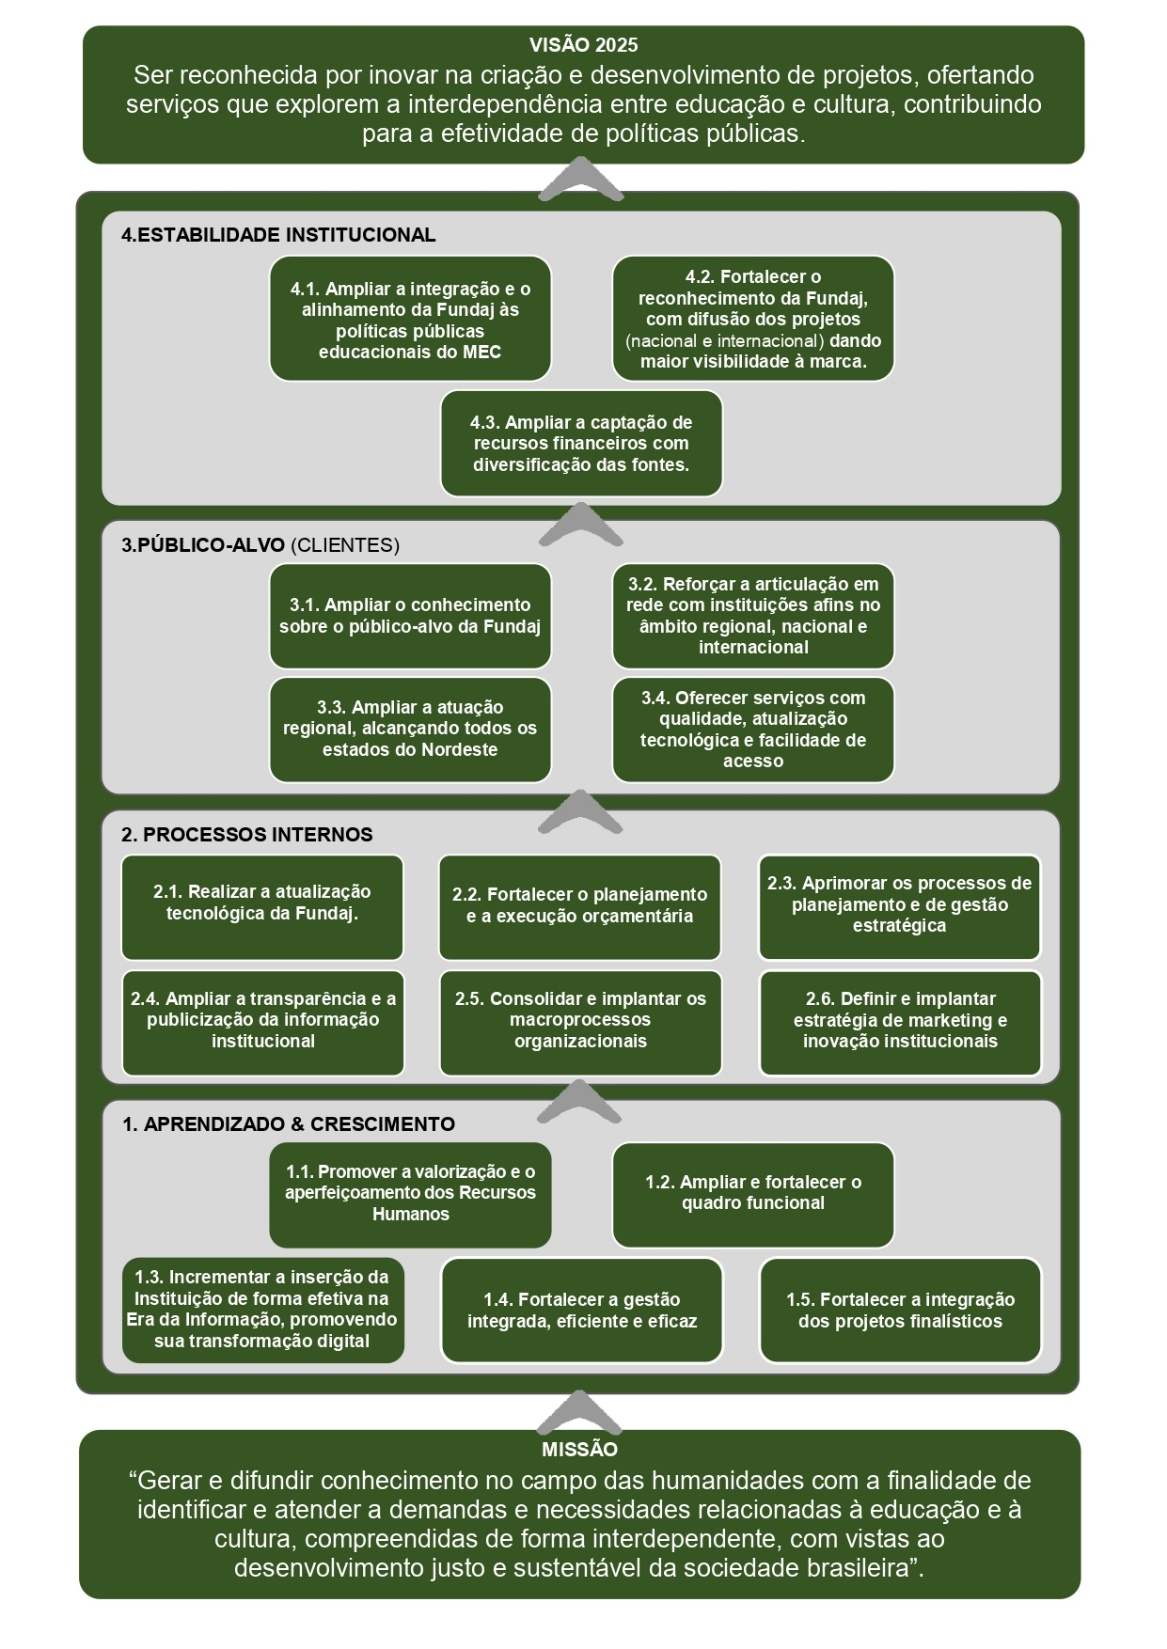 VISÃO 2025
Ser reconhecida por inovar na criação e desenvolvimento de projetos, ofertando
serviços que explorem a interdependência entre educação e cultura, contribuindo
para a efetividade de políticas públicas.
4.ESTABILIDADE INSTITUCIONAL
4.1. Ampliar a integração e o
alinhamento da Fundaj às
políticas públicas
educacionais do MEC
4.2. Fortalecer o
reconhecimento da Fundaj,
com difusão dos projetos
(nacional e internacional) dando
maior visibilidade à marca.
4.3. Ampliar a captação de
recursos financeiros com
diversificação das fontes.
3.PÚBLICO-ALVO (CLIENTES)
3.1. Ampliar o conhecimento
sobre o público-alvo da Fundaj
3.2. Reforçar a articulação em
rede com instituições afins no
âmbito regional, nacional e
internacional
3.3. Ampliar a atuação
regional, alcançando todos os
estados do Nordeste
3.4. Oferecer serviços com
qualidade, atualização
tecnológica e facilidade de
acesso
2. PROCESSOS INTERNOS
2.1. Realizar a atualização
tecnológica da Fundaj.
2.2. Fortalecer o planejamento
e a execução orçamentária
2.3. Aprimorar os processos de
planejamento e de gestão
estratégica
2.4. Ampliar a transparência e a
publicização da informação
institucional
2.5. Consolidar e implantar os
macroprocessos
organizacionais
2.6. Definir e implantar
estratégia de marketing e
inovação institucionais
1. APRENDIZADO & CRESCIMENTO
1.1. Promover a valorização e o
aperfeiçoamento dos Recursos
Humanos
1.2. Ampliar e fortalecer o
quadro funcional
1.3. Incrementar a inserção da
Instituição de forma efetiva na
Era da Informação, promovendo
sua transformação digital
1.4. Fortalecer a gestão
integrada, eficiente e eficaz
1.5. Fortalecer a integração
dos projetos finalísticos
MISSÃO
“Gerar e difundir conhecimento no campo das humanidades com a finalidade de
identificar e atender a demandas e necessidades relacionadas à educação e à
cultura, compreendidas de forma interdependente, com vistas ao
desenvolvimento justo e sustentável da sociedade brasileira”.